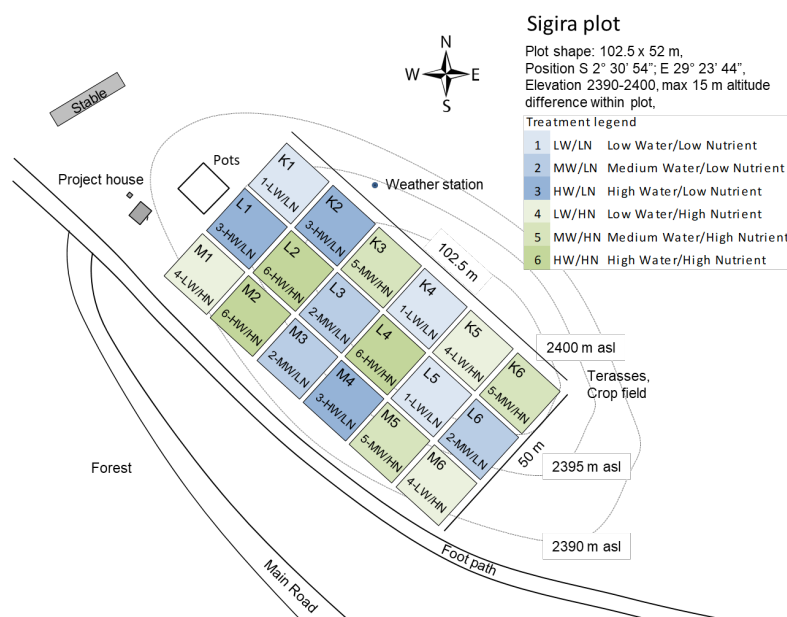 Sigira plot
Plot shape: 102.5 x 52 m,
Position S 2° 30’ 54”; E 29° 23’ 44”,
Elevation 2390-2400, max 15 m altitude
difference within plot,
Treatment legend
1 LW/LN Low Water/Low Nutrient
2 MW/LN Medium Water/Low Nutrient
3 HW/LN High Water/Low Nutrient
4 LW/HN Low Water/High Nutrient
5 MW/HN Medium Water/High Nutrient
6 HW/HN High Water/High Nutrient
N
W
E
S
Stable
Pots
Project house
Weather station
102.5 m
K1
1-LW/LN
K2
3-HW/LN
K3
5-MW/HN
K4
1-LW/LN
K5
4-LW/HN
K6
5-MW/HN
L1
3-HW/LN
L2
6-HW/HN
L3
2-MW/LN
L4
6-HW/HN
L5
1-LW/LN
L6
2-MW/LN
M1
4-LW/HN
M2
6-HW/HN
M3
2-MW/LN
M4
3-HW/LN
M5
5-MW/HN
M6
4-LW/HN
50 m
2400 m asl
Terasses,
Crop field
2395 m asl
2390 m asl
Forest
Foot path
Main Road